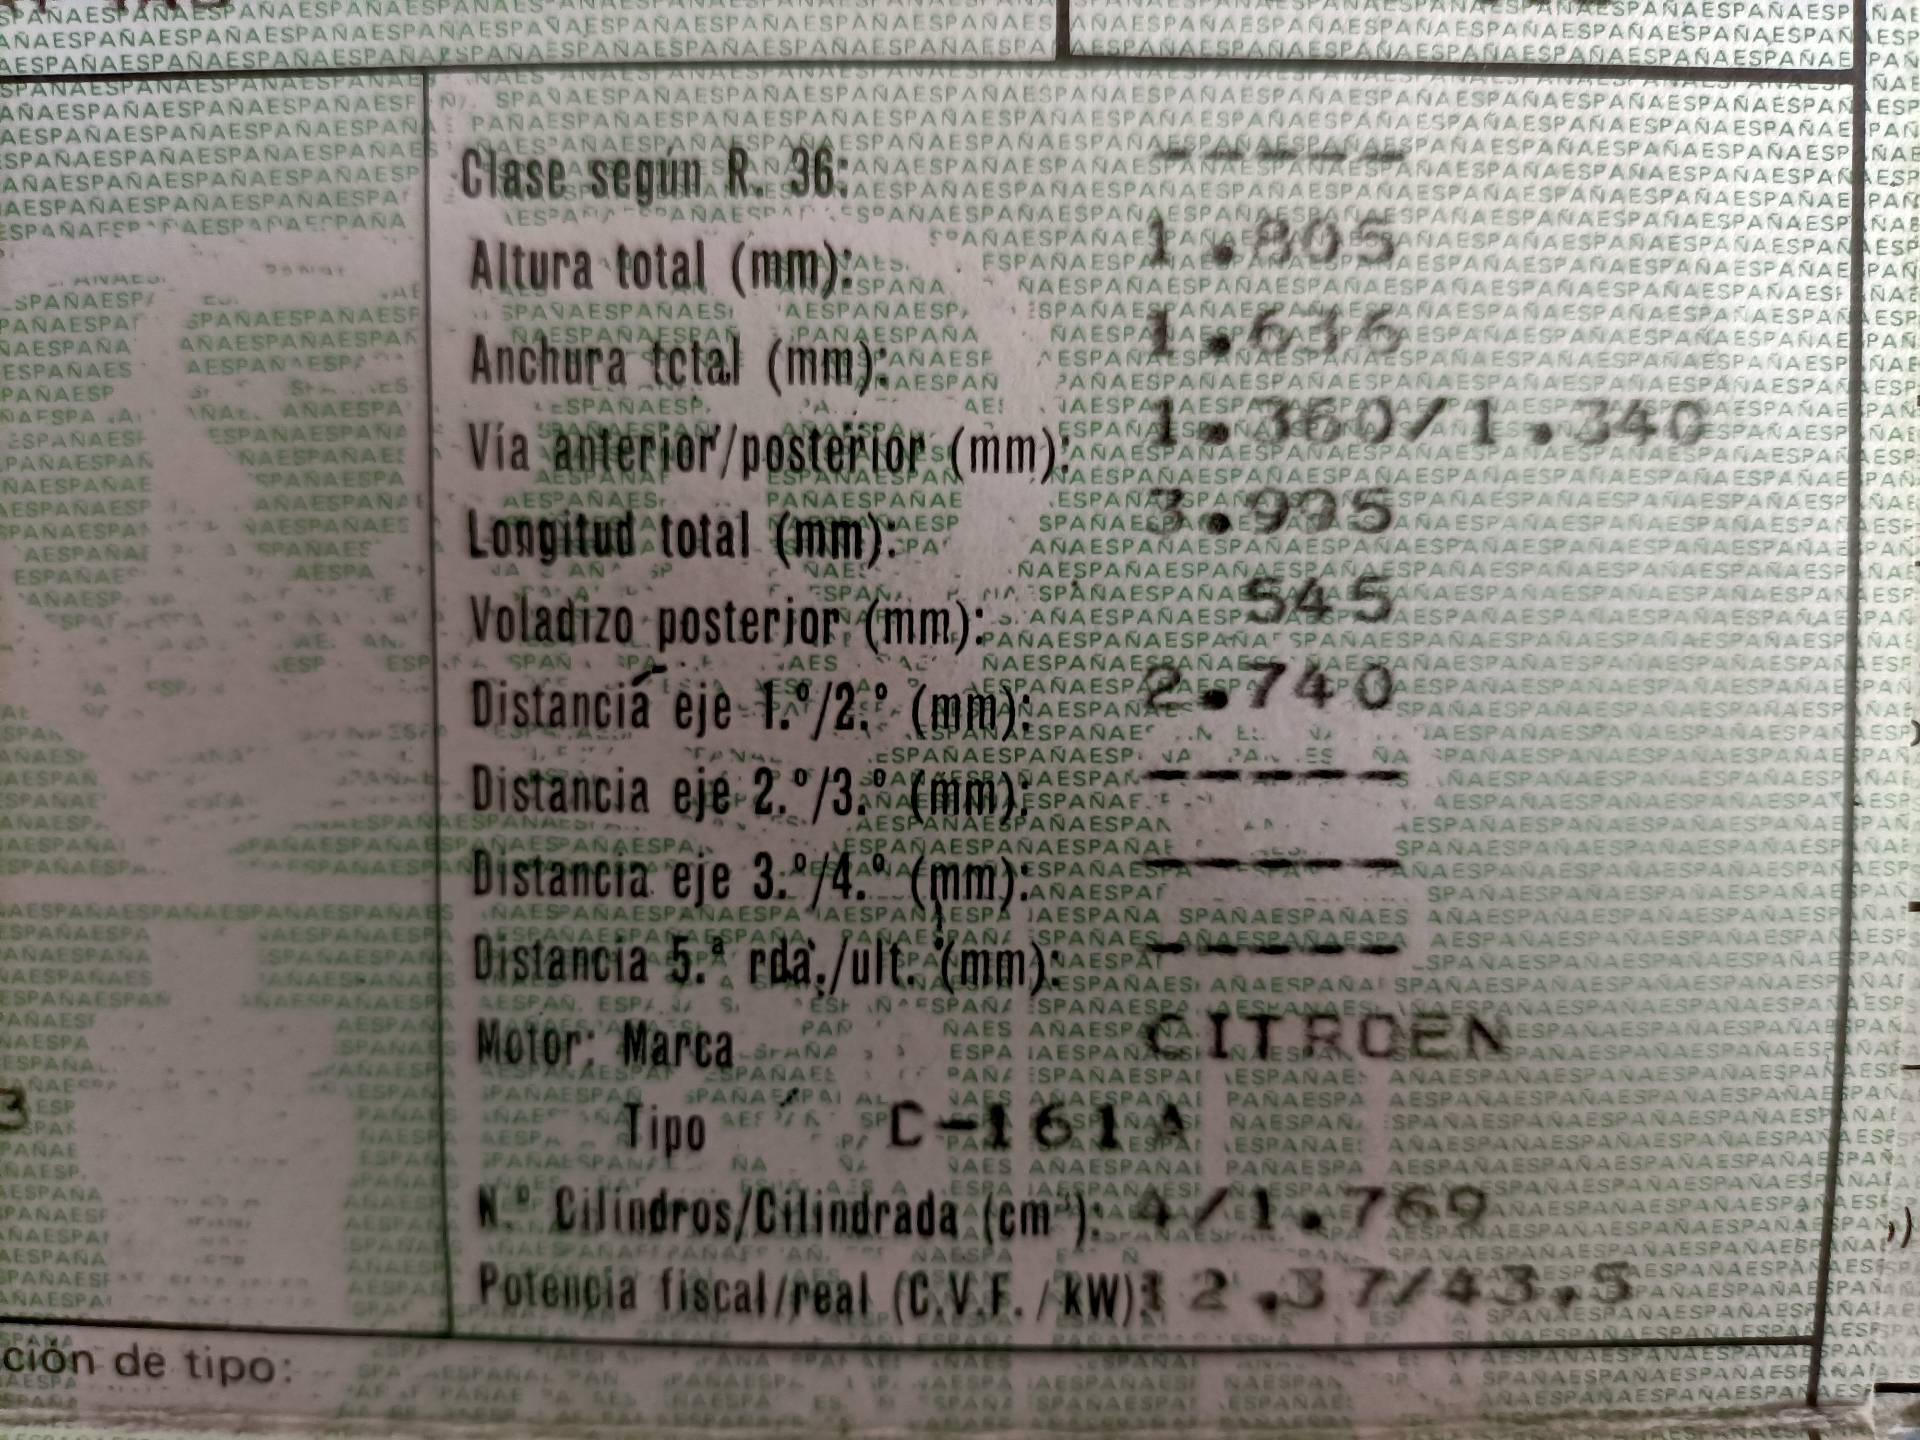 Clase según R. 36: -----
Altura total (mm): 1.805
Anchura total (mm): 1.636
Vía anterior/posterior (mm): 1.360/1.340
Longitud total (mm): 3.995
Voladizo posterior (mm): 545
Distancia eje 1.º/2.º (mm): 2.740
Distancia eje 2.º/3.º (mm): -----
Distancia eje 3.º/4.º (mm): -----
Distancia 5.ª rda./ult. (mm): -----
Motor: Marca CITROEN
Tipo C-161A
N.º Cilindros/Cilindrada (cm³): 4/1.769
Potencia fiscal/real (C.V.F./kW): 12.37/43,5
ción de tipo: